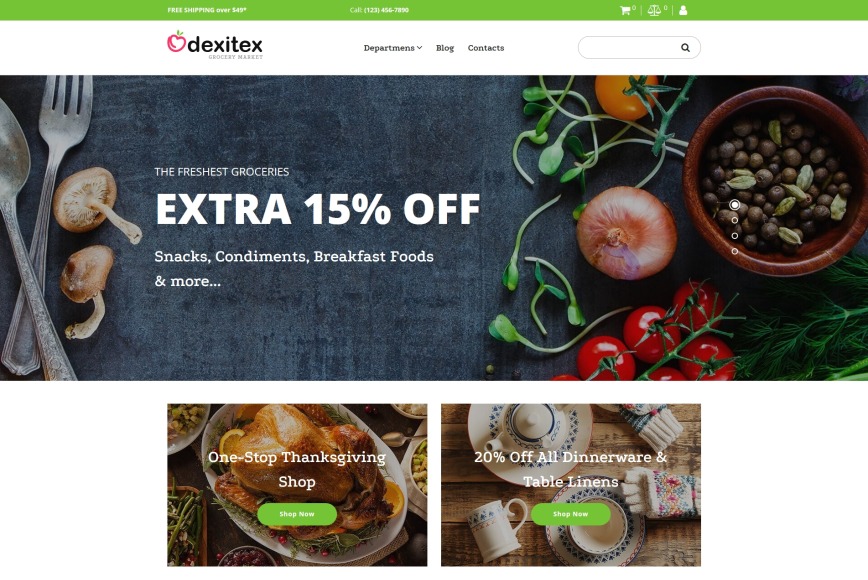 FREE SHIPPING over $49*
Call: (123) 456-7890
0
0
dexitex
GROCERY MARKET
Departmens
Blog
Contacts
THE FRESHEST GROCERIES
EXTRA 15% OFF
Snacks, Condiments, Breakfast Foods
& more...
One-Stop Thanksgiving
Shop
Shop Now
20% Off All Dinnerware &
Table Linens
Shop Now